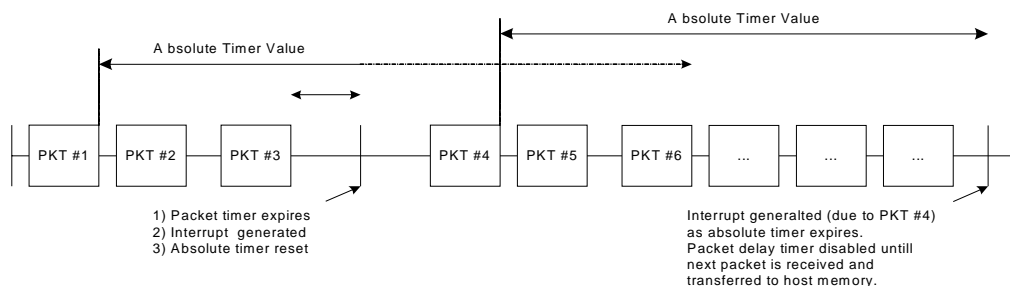 A bsolute Timer Value
A bsolute Timer Value
PKT #1
PKT #2
PKT #3
PKT #4
PKT #5
PKT #6
...
...
...
1) Packet timer expires
2) Interrupt generated
3) Absolute timer reset
Interrupt generalted (due to PKT #4)
as absolute timer expires.
Packet delay timer disabled untill
next packet is received and
transferred to host memory.